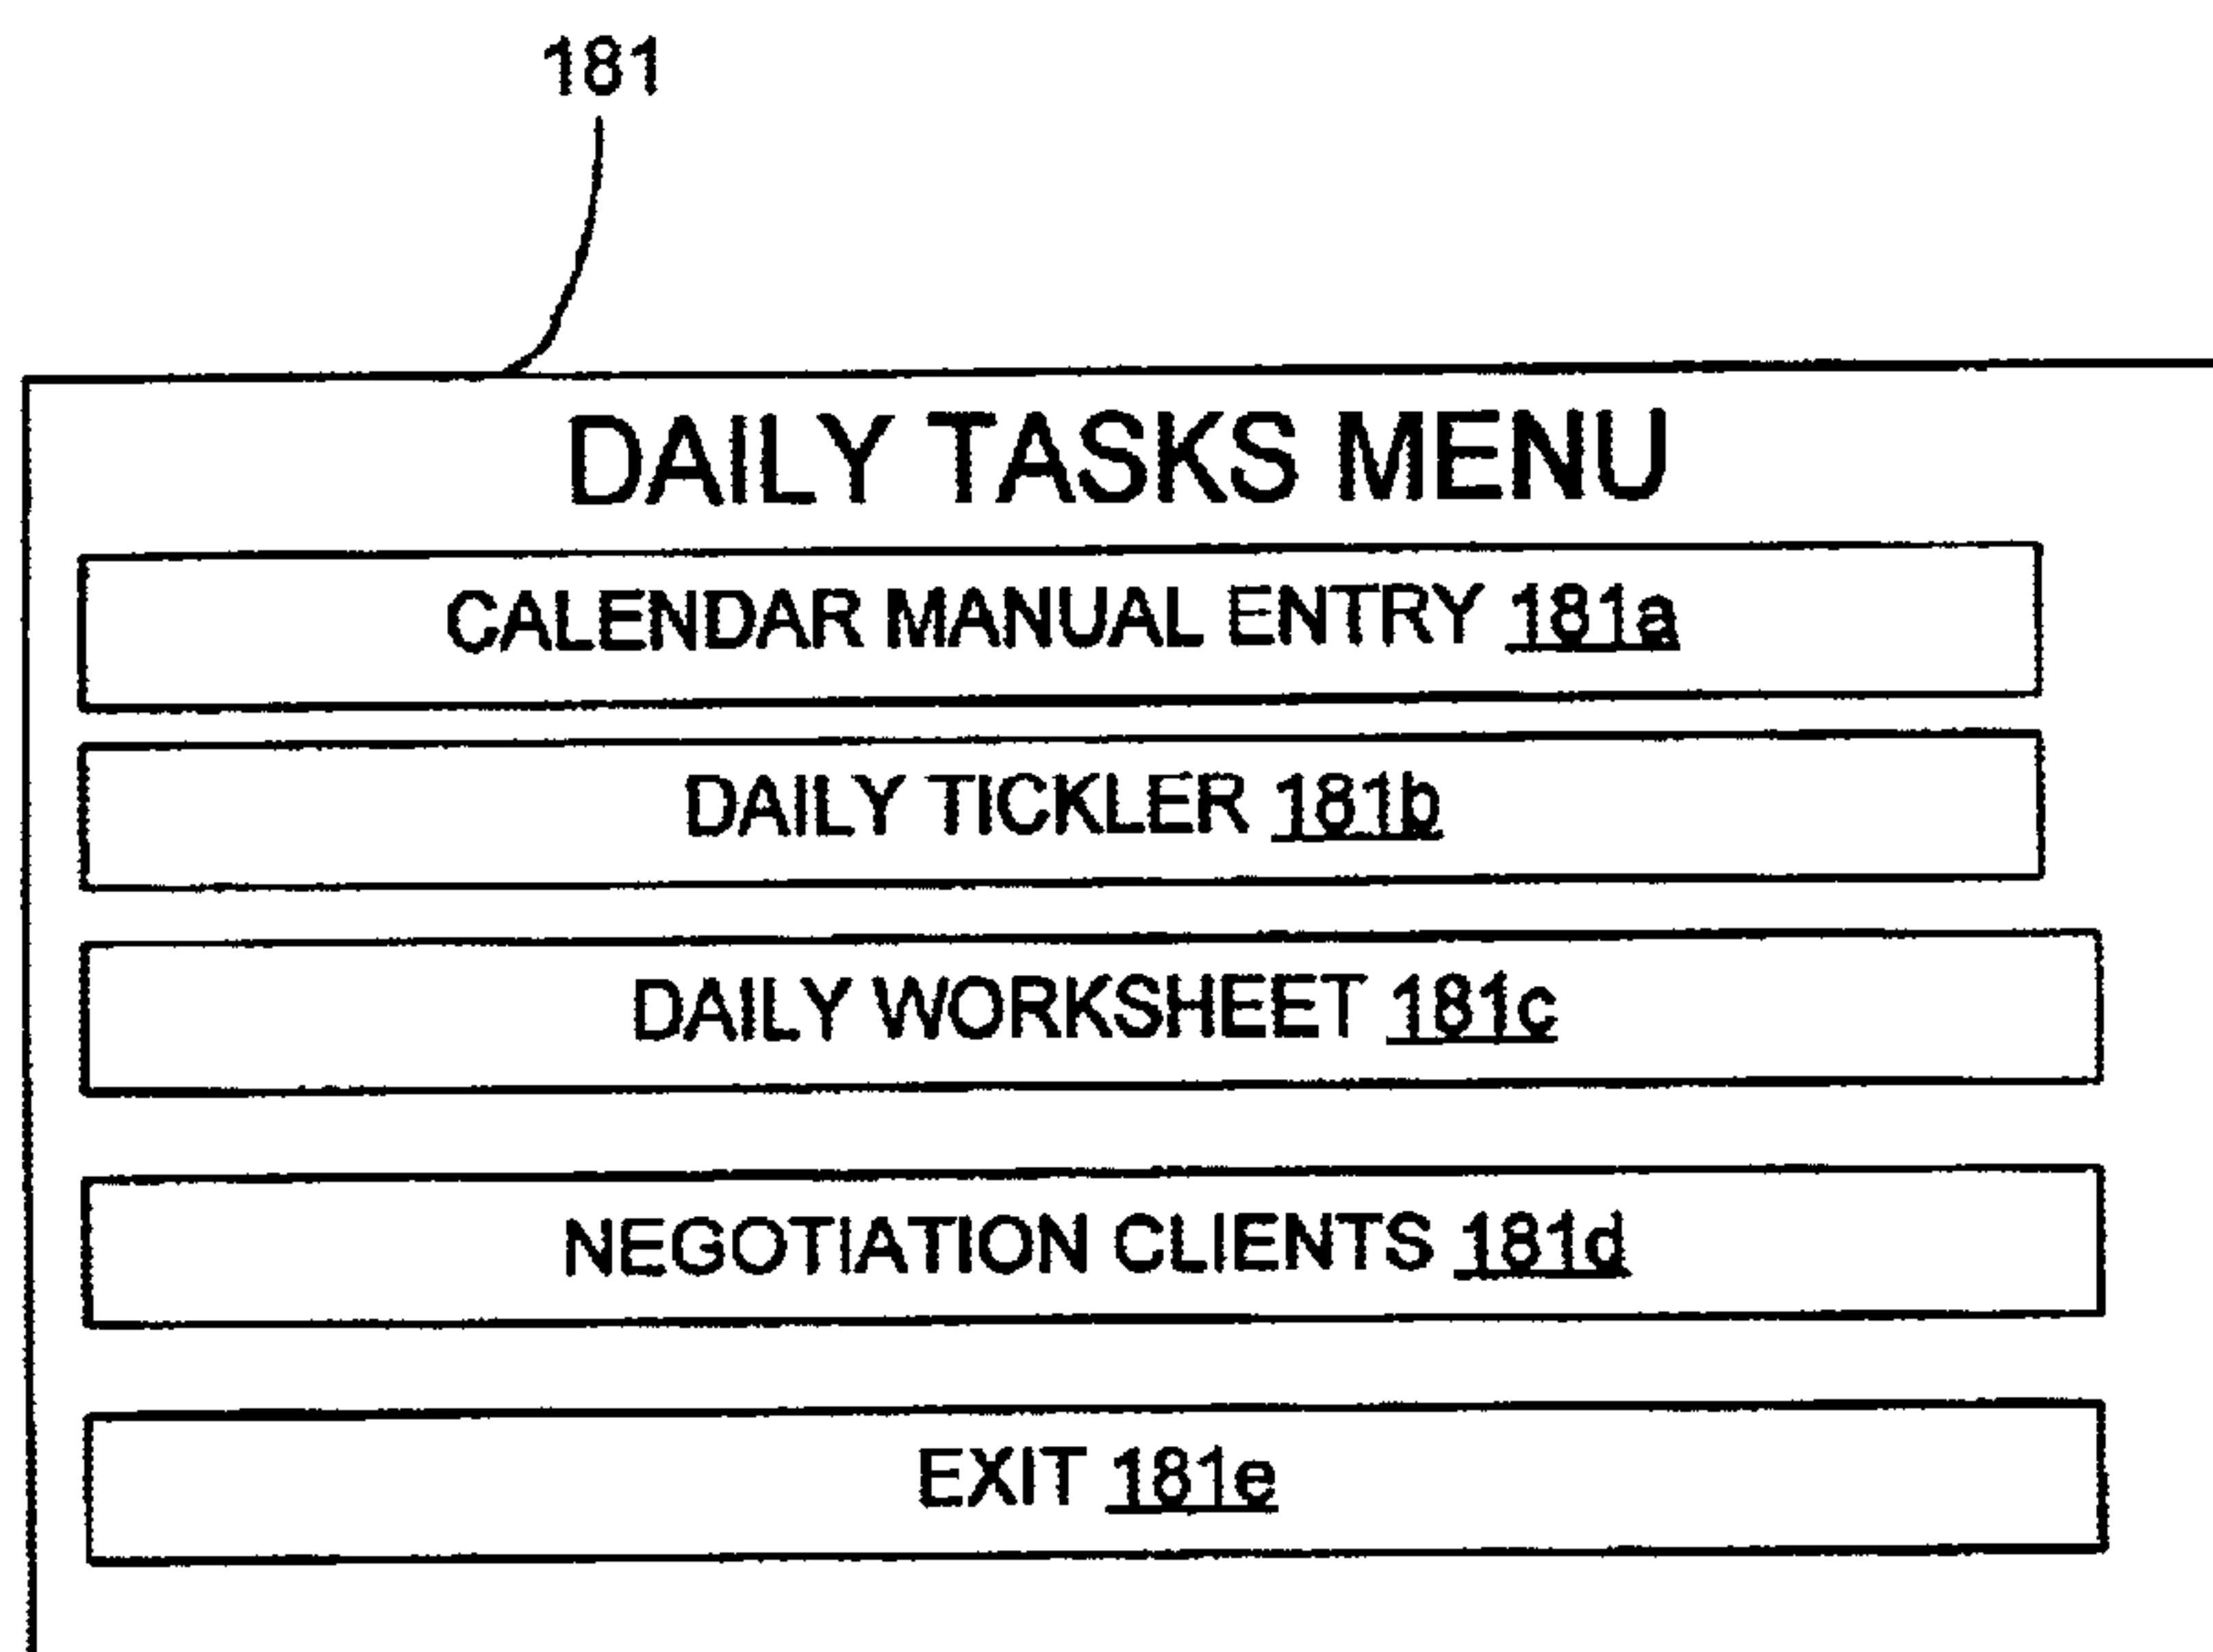 181
DAILY TASKS MENU
CALENDAR MANUAL ENTRY 181a
DAILY TICKLER 181b
DAILY WORKSHEET 181c
NEGOTIATION CLIENTS 181d
EXIT 181e